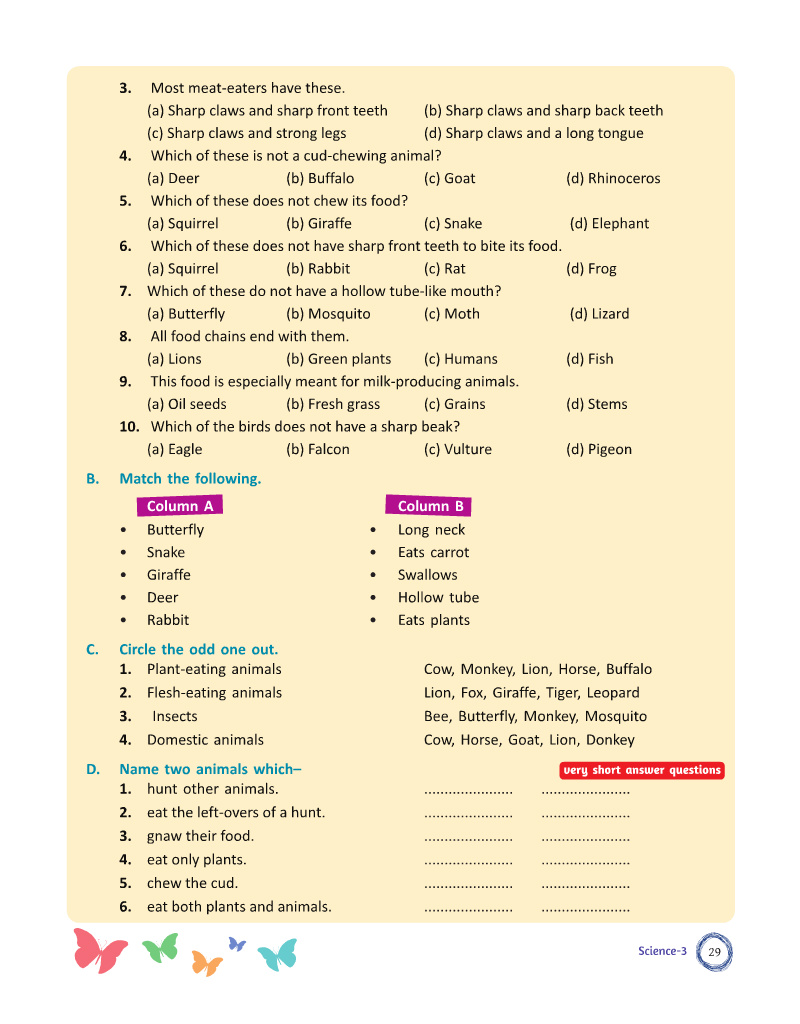 3. Most meat-eaters have these.
(a) Sharp claws and sharp front teeth (b) Sharp claws and sharp back teeth
(c) Sharp claws and strong legs (d) Sharp claws and a long tongue
4. Which of these is not a cud-chewing animal?
(a) Deer (b) Buffalo (c) Goat (d) Rhinoceros
5. Which of these does not chew its food?
(a) Squirrel (b) Giraffe (c) Snake (d) Elephant
6. Which of these does not have sharp front teeth to bite its food.
(a) Squirrel (b) Rabbit (c) Rat (d) Frog
7. Which of these do not have a hollow tube-like mouth?
(a) Butterfly (b) Mosquito (c) Moth (d) Lizard
8. All food chains end with them.
(a) Lions (b) Green plants (c) Humans (d) Fish
9. This food is especially meant for milk-producing animals.
(a) Oil seeds (b) Fresh grass (c) Grains (d) Stems
10. Which of the birds does not have a sharp beak?
(a) Eagle (b) Falcon (c) Vulture (d) Pigeon
B. Match the following.
Column A Column B
• Butterfly • Long neck
• Snake • Eats carrot
• Giraffe • Swallows
• Deer • Hollow tube
• Rabbit • Eats plants
C. Circle the odd one out.
1. Plant-eating animals Cow, Monkey, Lion, Horse, Buffalo
2. Flesh-eating animals Lion, Fox, Giraffe, Tiger, Leopard
3. Insects Bee, Butterfly, Monkey, Mosquito
4. Domestic animals Cow, Horse, Goat, Lion, Donkey
D. Name two animals which– very short answer questions
1. hunt other animals. ...................... ......................
2. eat the left-overs of a hunt. ...................... ......................
3. gnaw their food. ...................... ......................
4. eat only plants. ...................... ......................
5. chew the cud. ...................... ......................
6. eat both plants and animals. ...................... ......................
Science-3 29